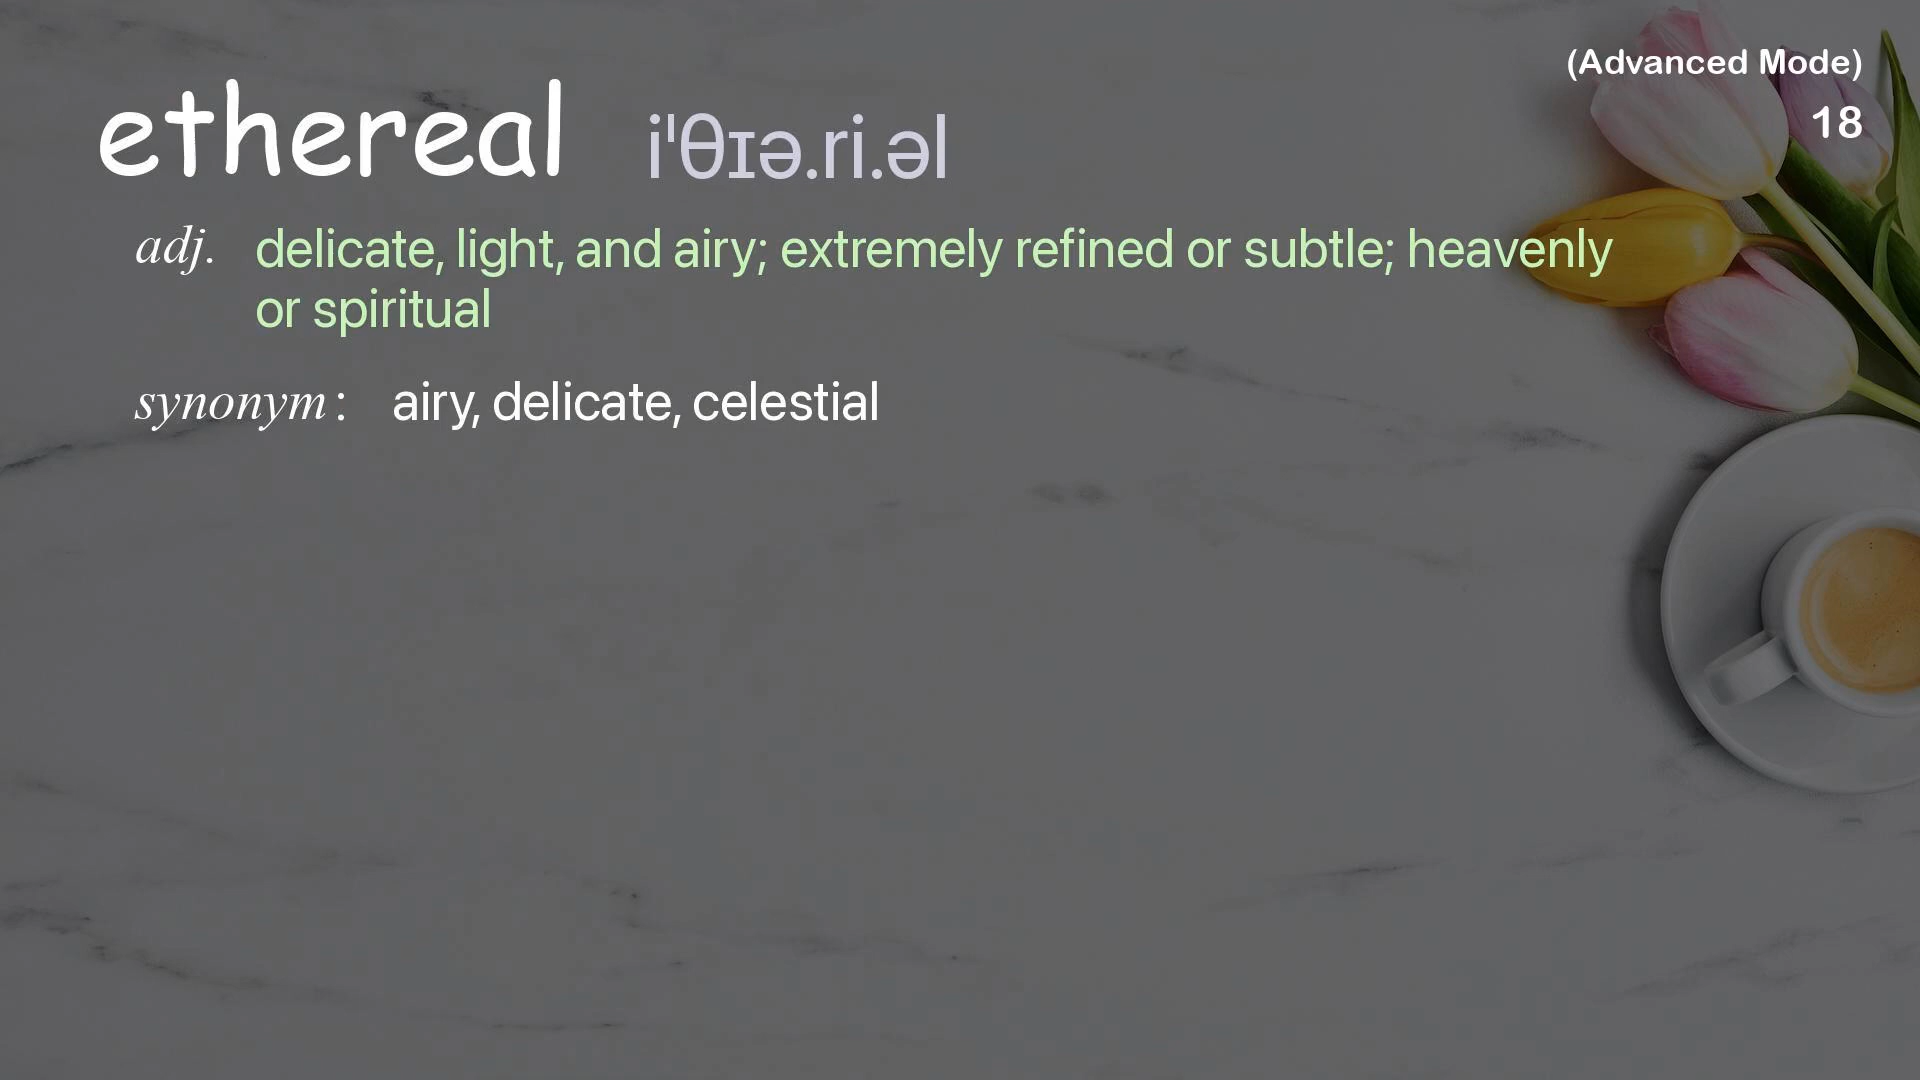 (Advanced Mode)
18
ethereal iˈθɪə.ri.əl
adj. delicate, light, and airy; extremely refined or subtle; heavenly
or spiritual
synonym: airy, delicate, celestial